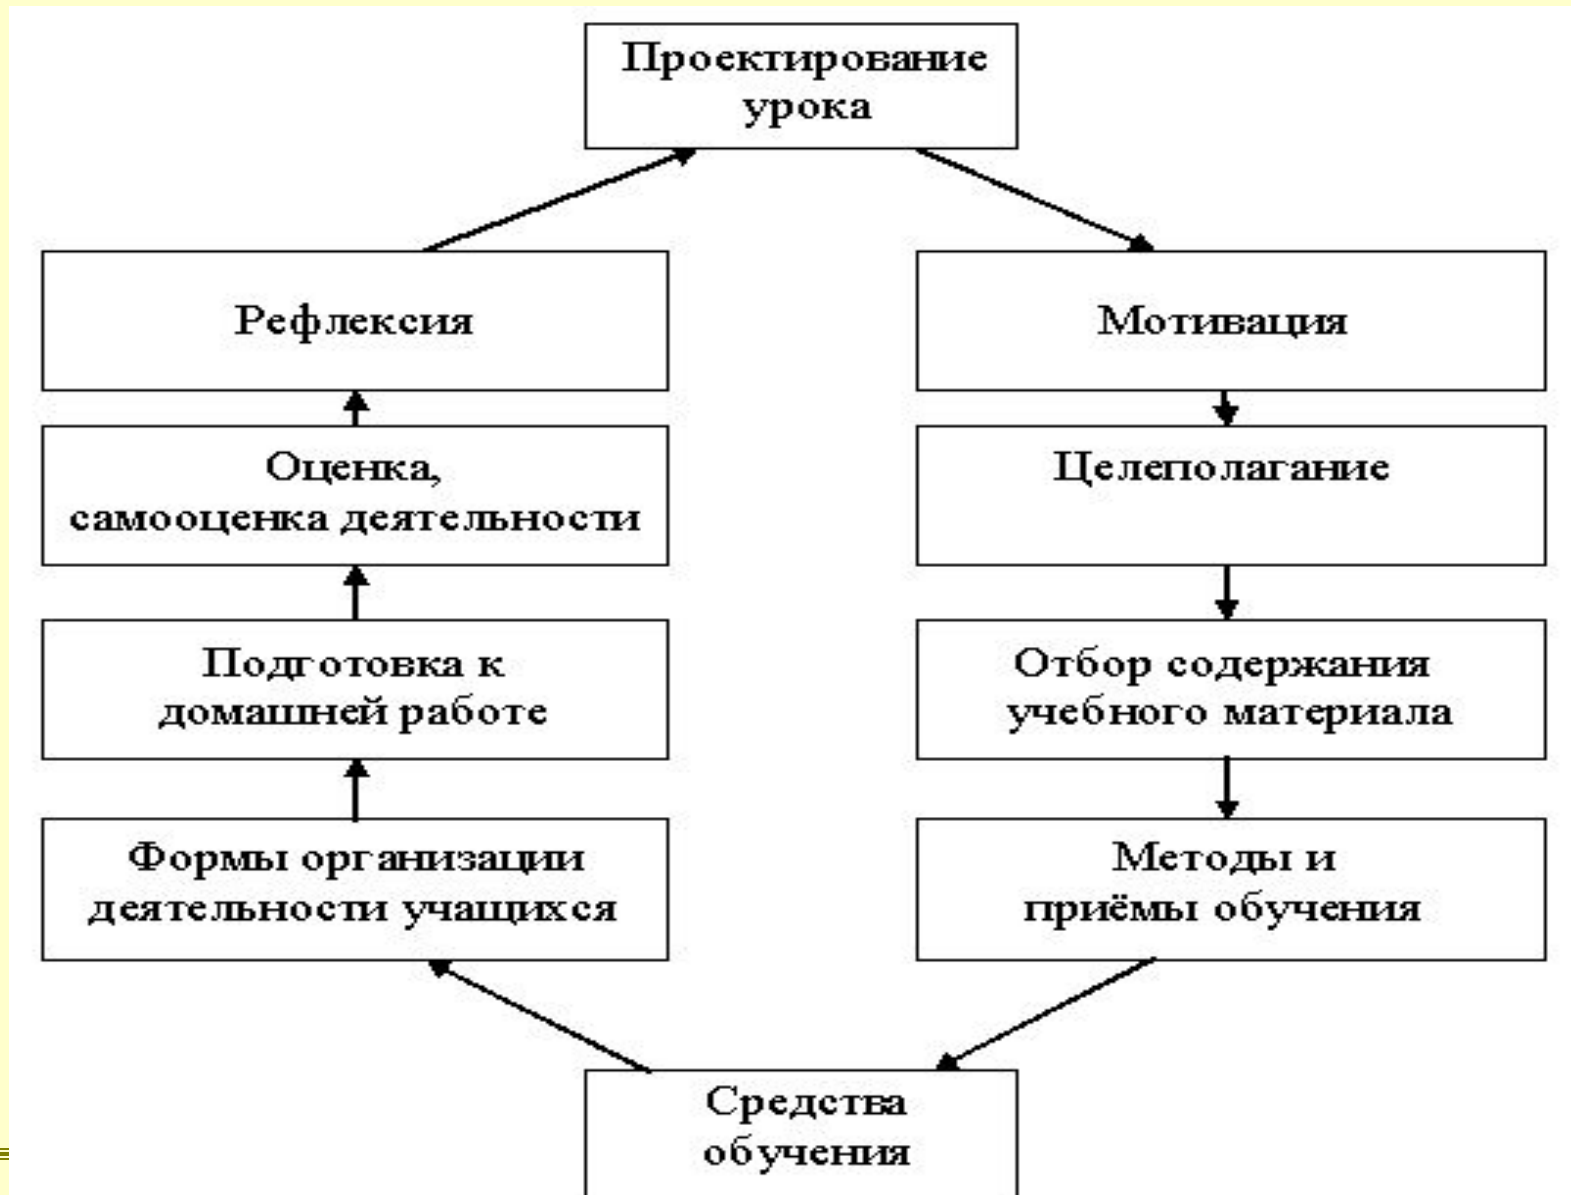 Проектирование
урока
Рефлексия
Мотивация
Оценка,
самооценка деятельности
Целеполагание
Подготовка к
домашней работе
Отбор содержания
учебного материала
Формы организации
деятельности учащихся
Методы и
приёмы обучения
Средства
обучения